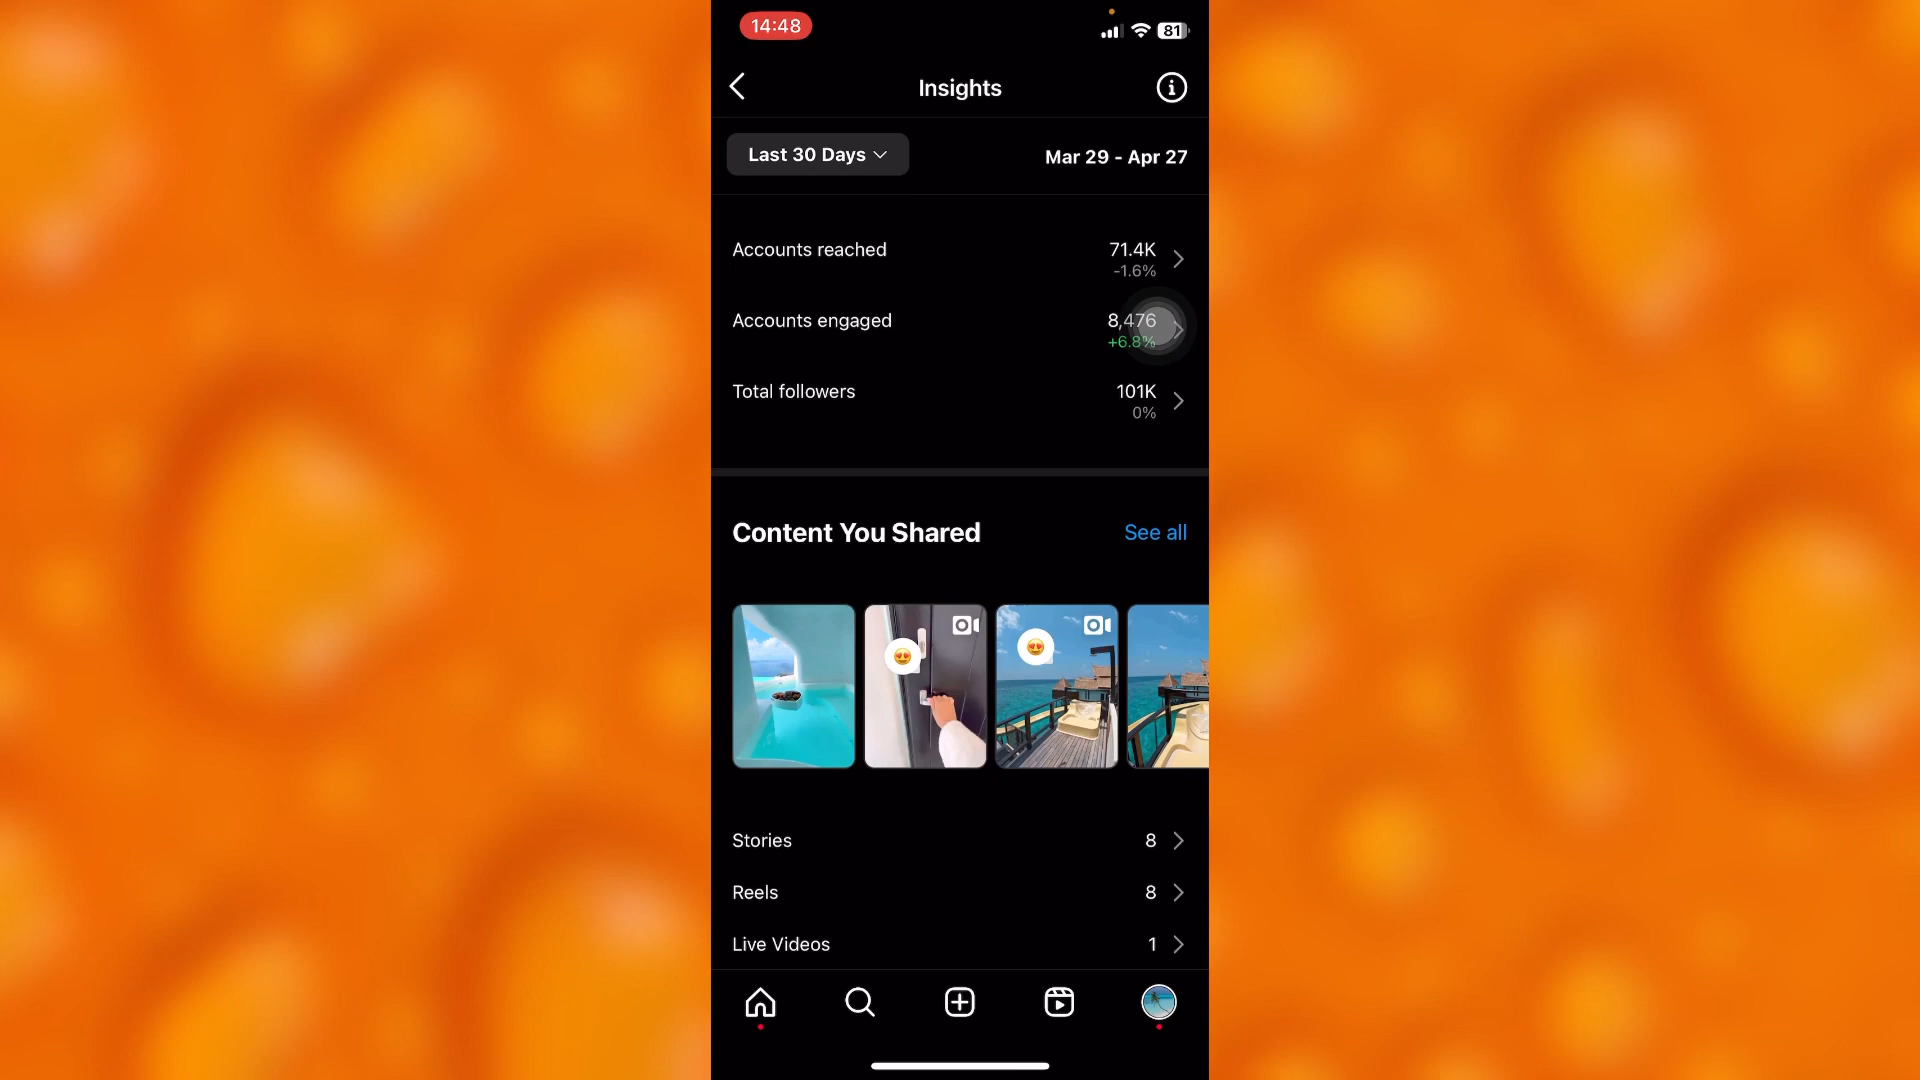 14:48
81
Insights
Last 30 Days
Mar 29 - Apr 27
Accounts reached
71.4K
-1.6%
Accounts engaged
8,476
+6.8%
Total followers
101K
0%
Content You Shared
See all
Stories
8
Reels
8
Live Videos
1